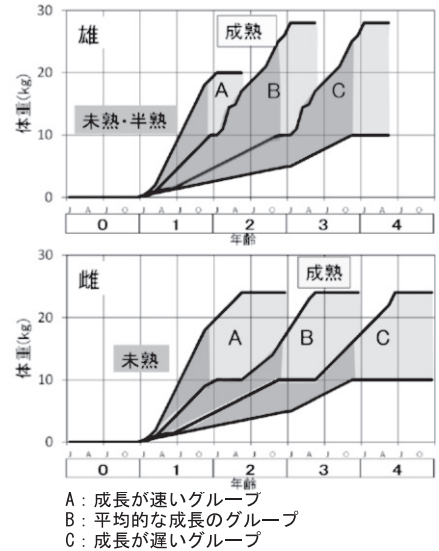 雄
成熟
未熟・半熟
A
B
C
体重(kg)
30
20
10
0
J A J O J A J O J A J O J A J O J A J O
0 1 2 3 4
年齢
雌
成熟
未熟
A
B
C
体重(kg)
30
20
10
0
J A J O J A J O J A J O J A J O J A J O
0 1 2 3 4
年齢
A：成長が速いグループ
B：平均的な成長のグループ
C：成長が遅いグループ